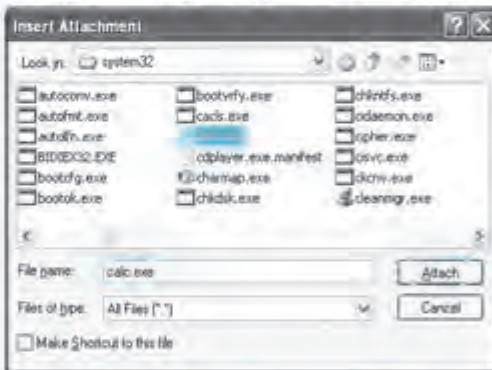 Insert Attachment
Look in: system32
autoconv.exe
autofmt.exe
autolfn.exe
BIDIEX32.EXE
bootcfg.exe
bootok.exe
bootvrfy.exe
cacls.exe
cdplayer.exe.manifest
charmap.exe
chkdsk.exe
chkntfs.exe
cidaemon.exe
cipher.exe
cisvc.exe
ckcnv.exe
cleanmgr.exe
File name: calc.exe
Attach
Files of type: All Files (*.*)
Cancel
Make Shortcut to this file